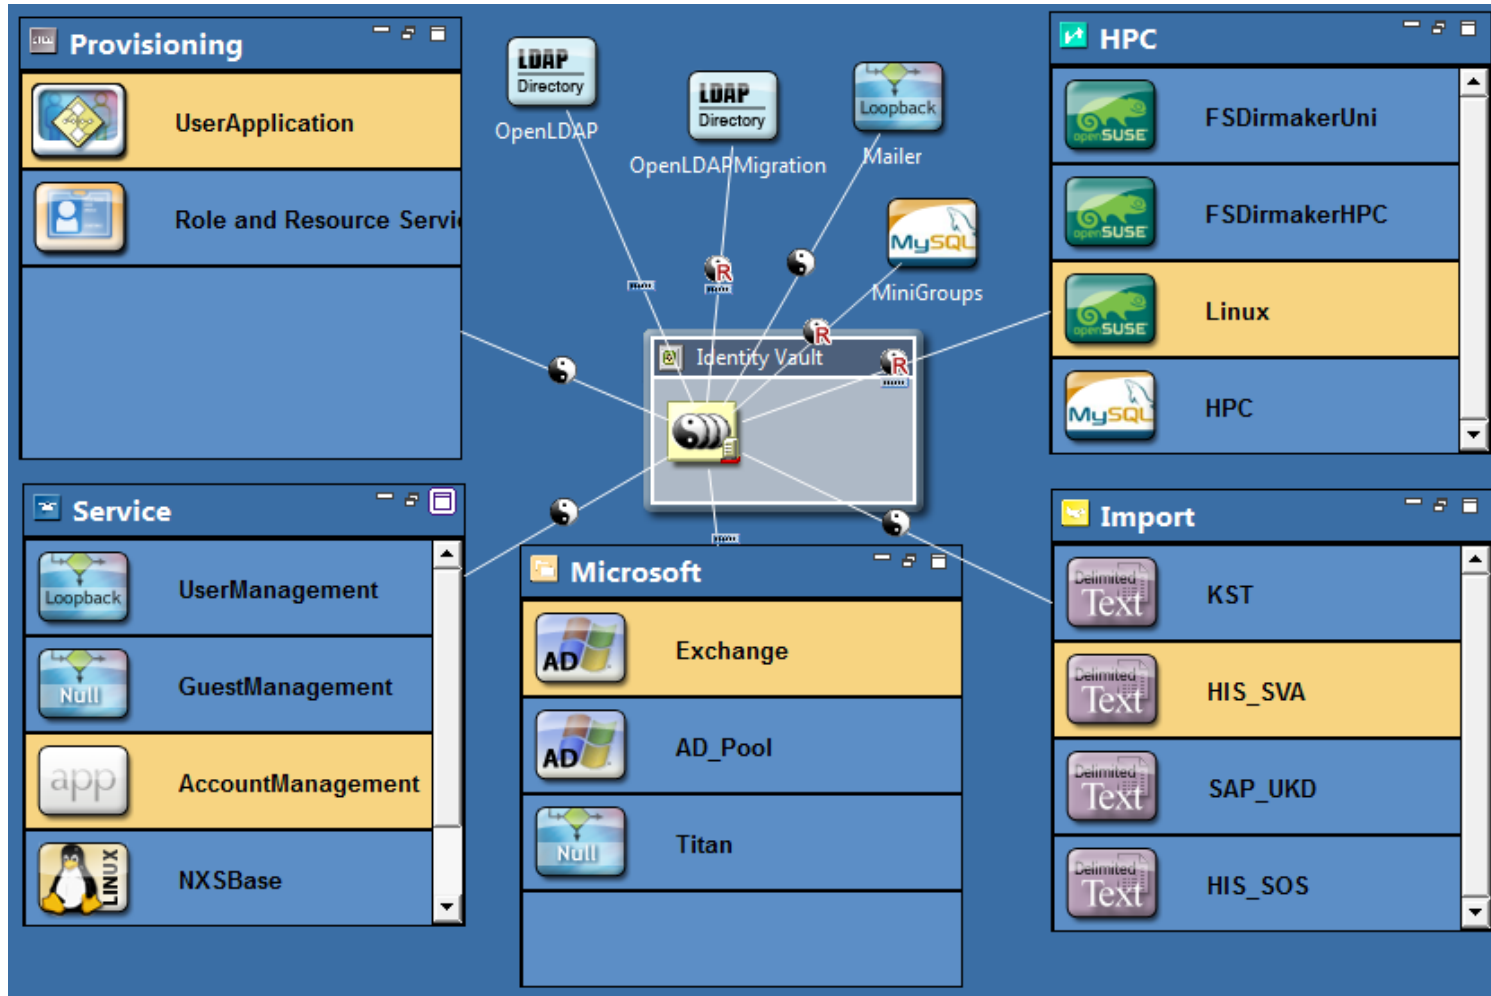 Provisioning
UserApplication
Role and Resource Servi
LDAP
Directory
OpenLDAP
LDAP
Directory
OpenLDAPMigration
Loopback
Mailer
MySQL
MiniGroups
R
R
R
Identity Vault
HPC
openSUSE
FSDirmakerUni
openSUSE
FSDirmakerHPC
openSUSE
Linux
MySQL
HPC
Service
Loopback
UserManagement
Null
GuestManagement
app
AccountManagement
LINUX
NXSBase
Microsoft
AD
Exchange
AD
AD_Pool
Null
Titan
Import
Delimited
Text
KST
Delimited
Text
HIS_SVA
Delimited
Text
SAP_UKD
Delimited
Text
HIS_SOS